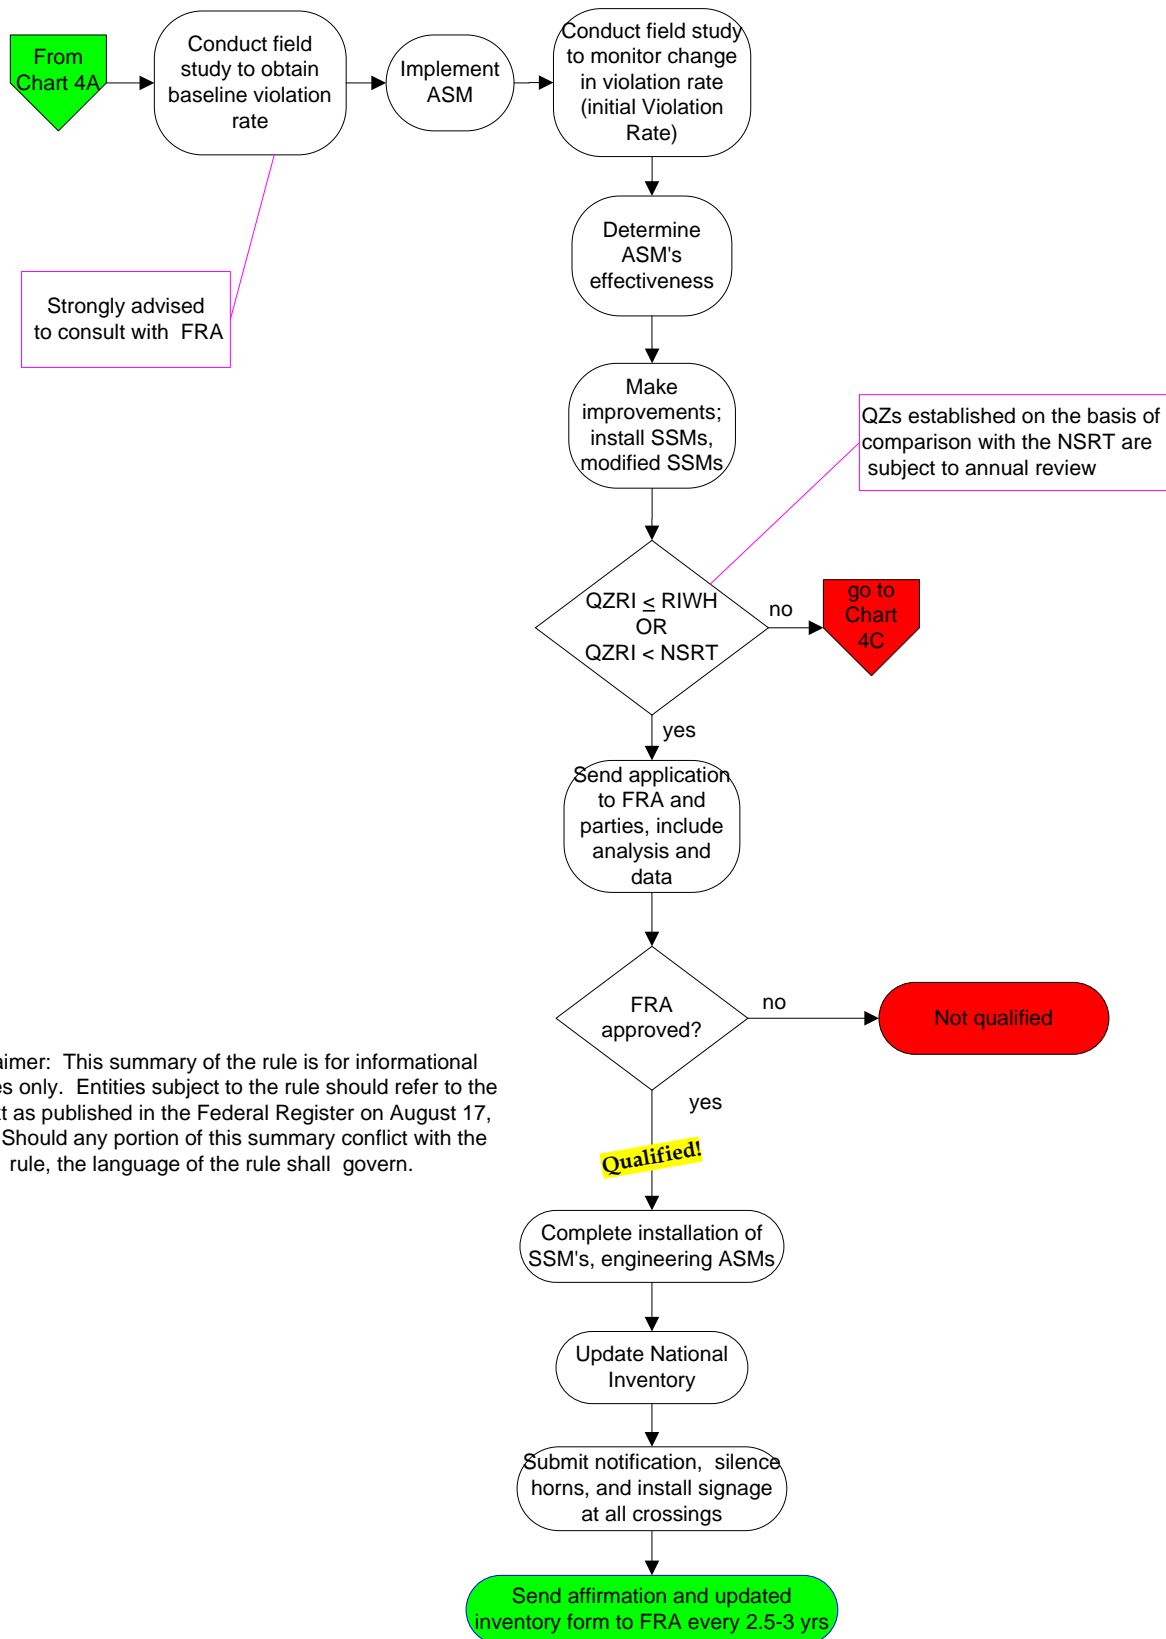 From
Chart 4A
Conduct field
study to obtain
baseline violation
rate
Implement
ASM
Conduct field study
to monitor change
in violation rate
(initial Violation
Rate)
Strongly advised
to consult with FRA
Determine
ASM's
effectiveness
Make
improvements;
install SSMs,
modified SSMs
QZs established on the basis of
comparison with the NSRT are
subject to annual review
QZRI ≤ RIWH
OR
QZRI < NSRT
no
go to
Chart
4C
yes
Send application
to FRA and
parties, include
analysis and
data
FRA
approved?
no
Not qualified
yes
Qualified!
aimer: This summary of the rule is for informational
es only. Entities subject to the rule should refer to the
t as published in the Federal Register on August 17,
Should any portion of this summary conflict with the
rule, the language of the rule shall govern.
Complete installation of
SSM's, engineering ASMs
Update National
Inventory
Submit notification, silence
horns, and install signage
at all crossings
Send affirmation and updated
inventory form to FRA every 2.5-3 yrs